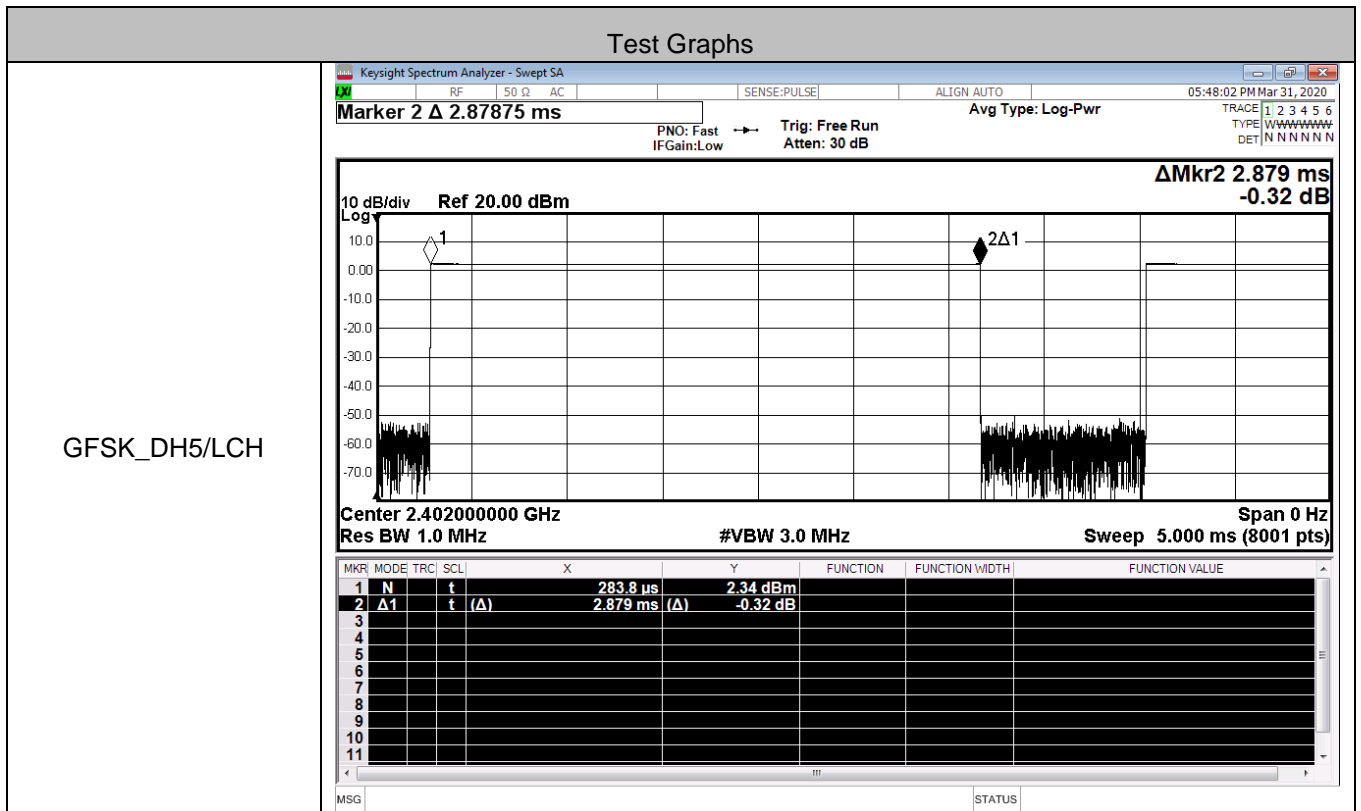 Test Graphs
GFSK_DH5/LCH
Keysight Spectrum Analyzer - Swept SA
LXI RF 50 Ω AC SENSE:PULSE ALIGN AUTO 05:48:02 PM Mar 31, 2020
Marker 2 Δ 2.87875 ms
PNO: Fast
IFGain:Low
Trig: Free Run
Atten: 30 dB
Avg Type: Log-Pwr
TRACE 1 2 3 4 5 6
TYPE WWWWWW
DET N N N N N N
ΔMkr2 2.879 ms
-0.32 dB
10 dB/div Ref 20.00 dBm
Log
1
2Δ1
10.0
0.00
-10.0
-20.0
-30.0
-40.0
-50.0
-60.0
-70.0
Center 2.402000000 GHz Span 0 Hz
Res BW 1.0 MHz #VBW 3.0 MHz Sweep 5.000 ms (8001 pts)
MKR MODE TRC SCL X Y FUNCTION FUNCTION WIDTH FUNCTION VALUE
1 N t 283.8 µs 2.34 dBm
2 Δ1 t (Δ) 2.879 ms (Δ) -0.32 dB
3
4
5
6
7
8
9
10
11
MSG STATUS